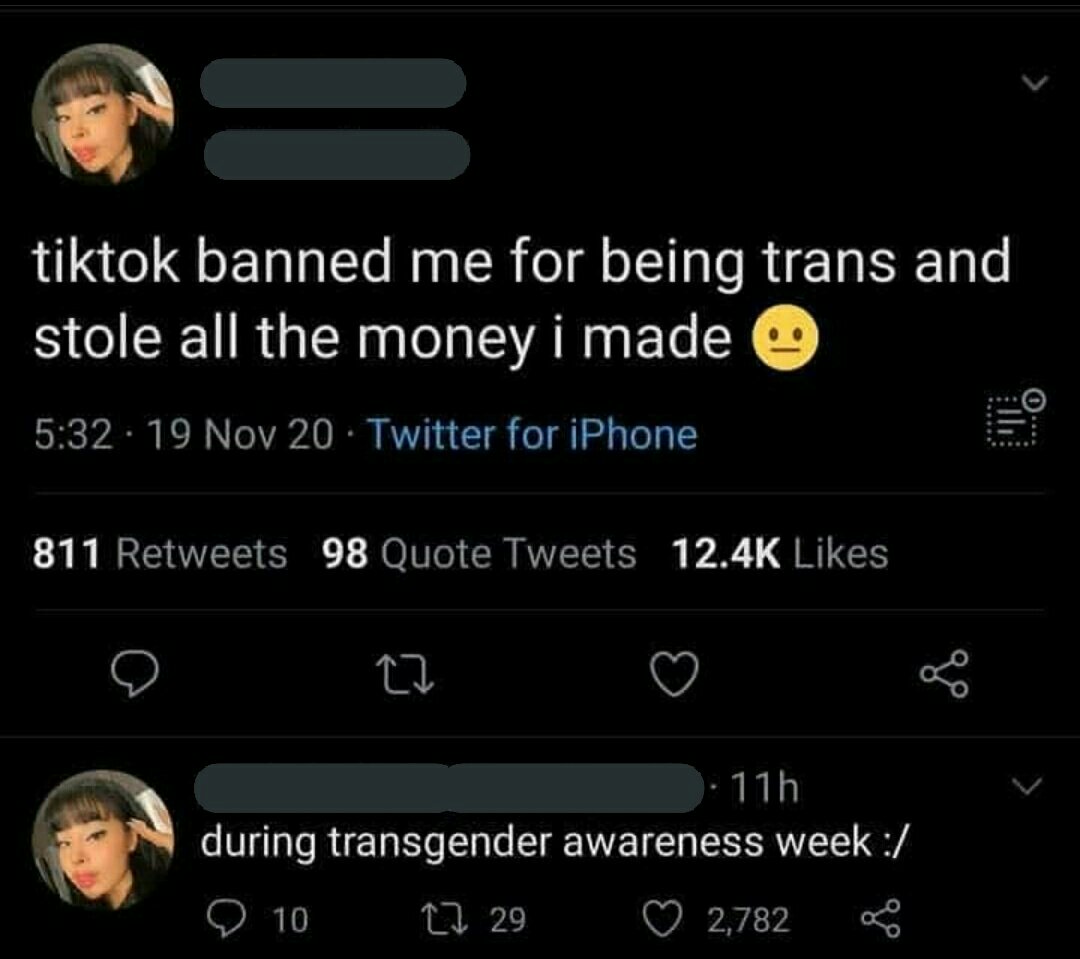 tiktok banned me for being trans and
stole all the money i made 😐
5:32 · 19 Nov 20 · Twitter for iPhone
811 Retweets 98 Quote Tweets 12.4K Likes
· 11h
during transgender awareness week :/
10 29 2,782